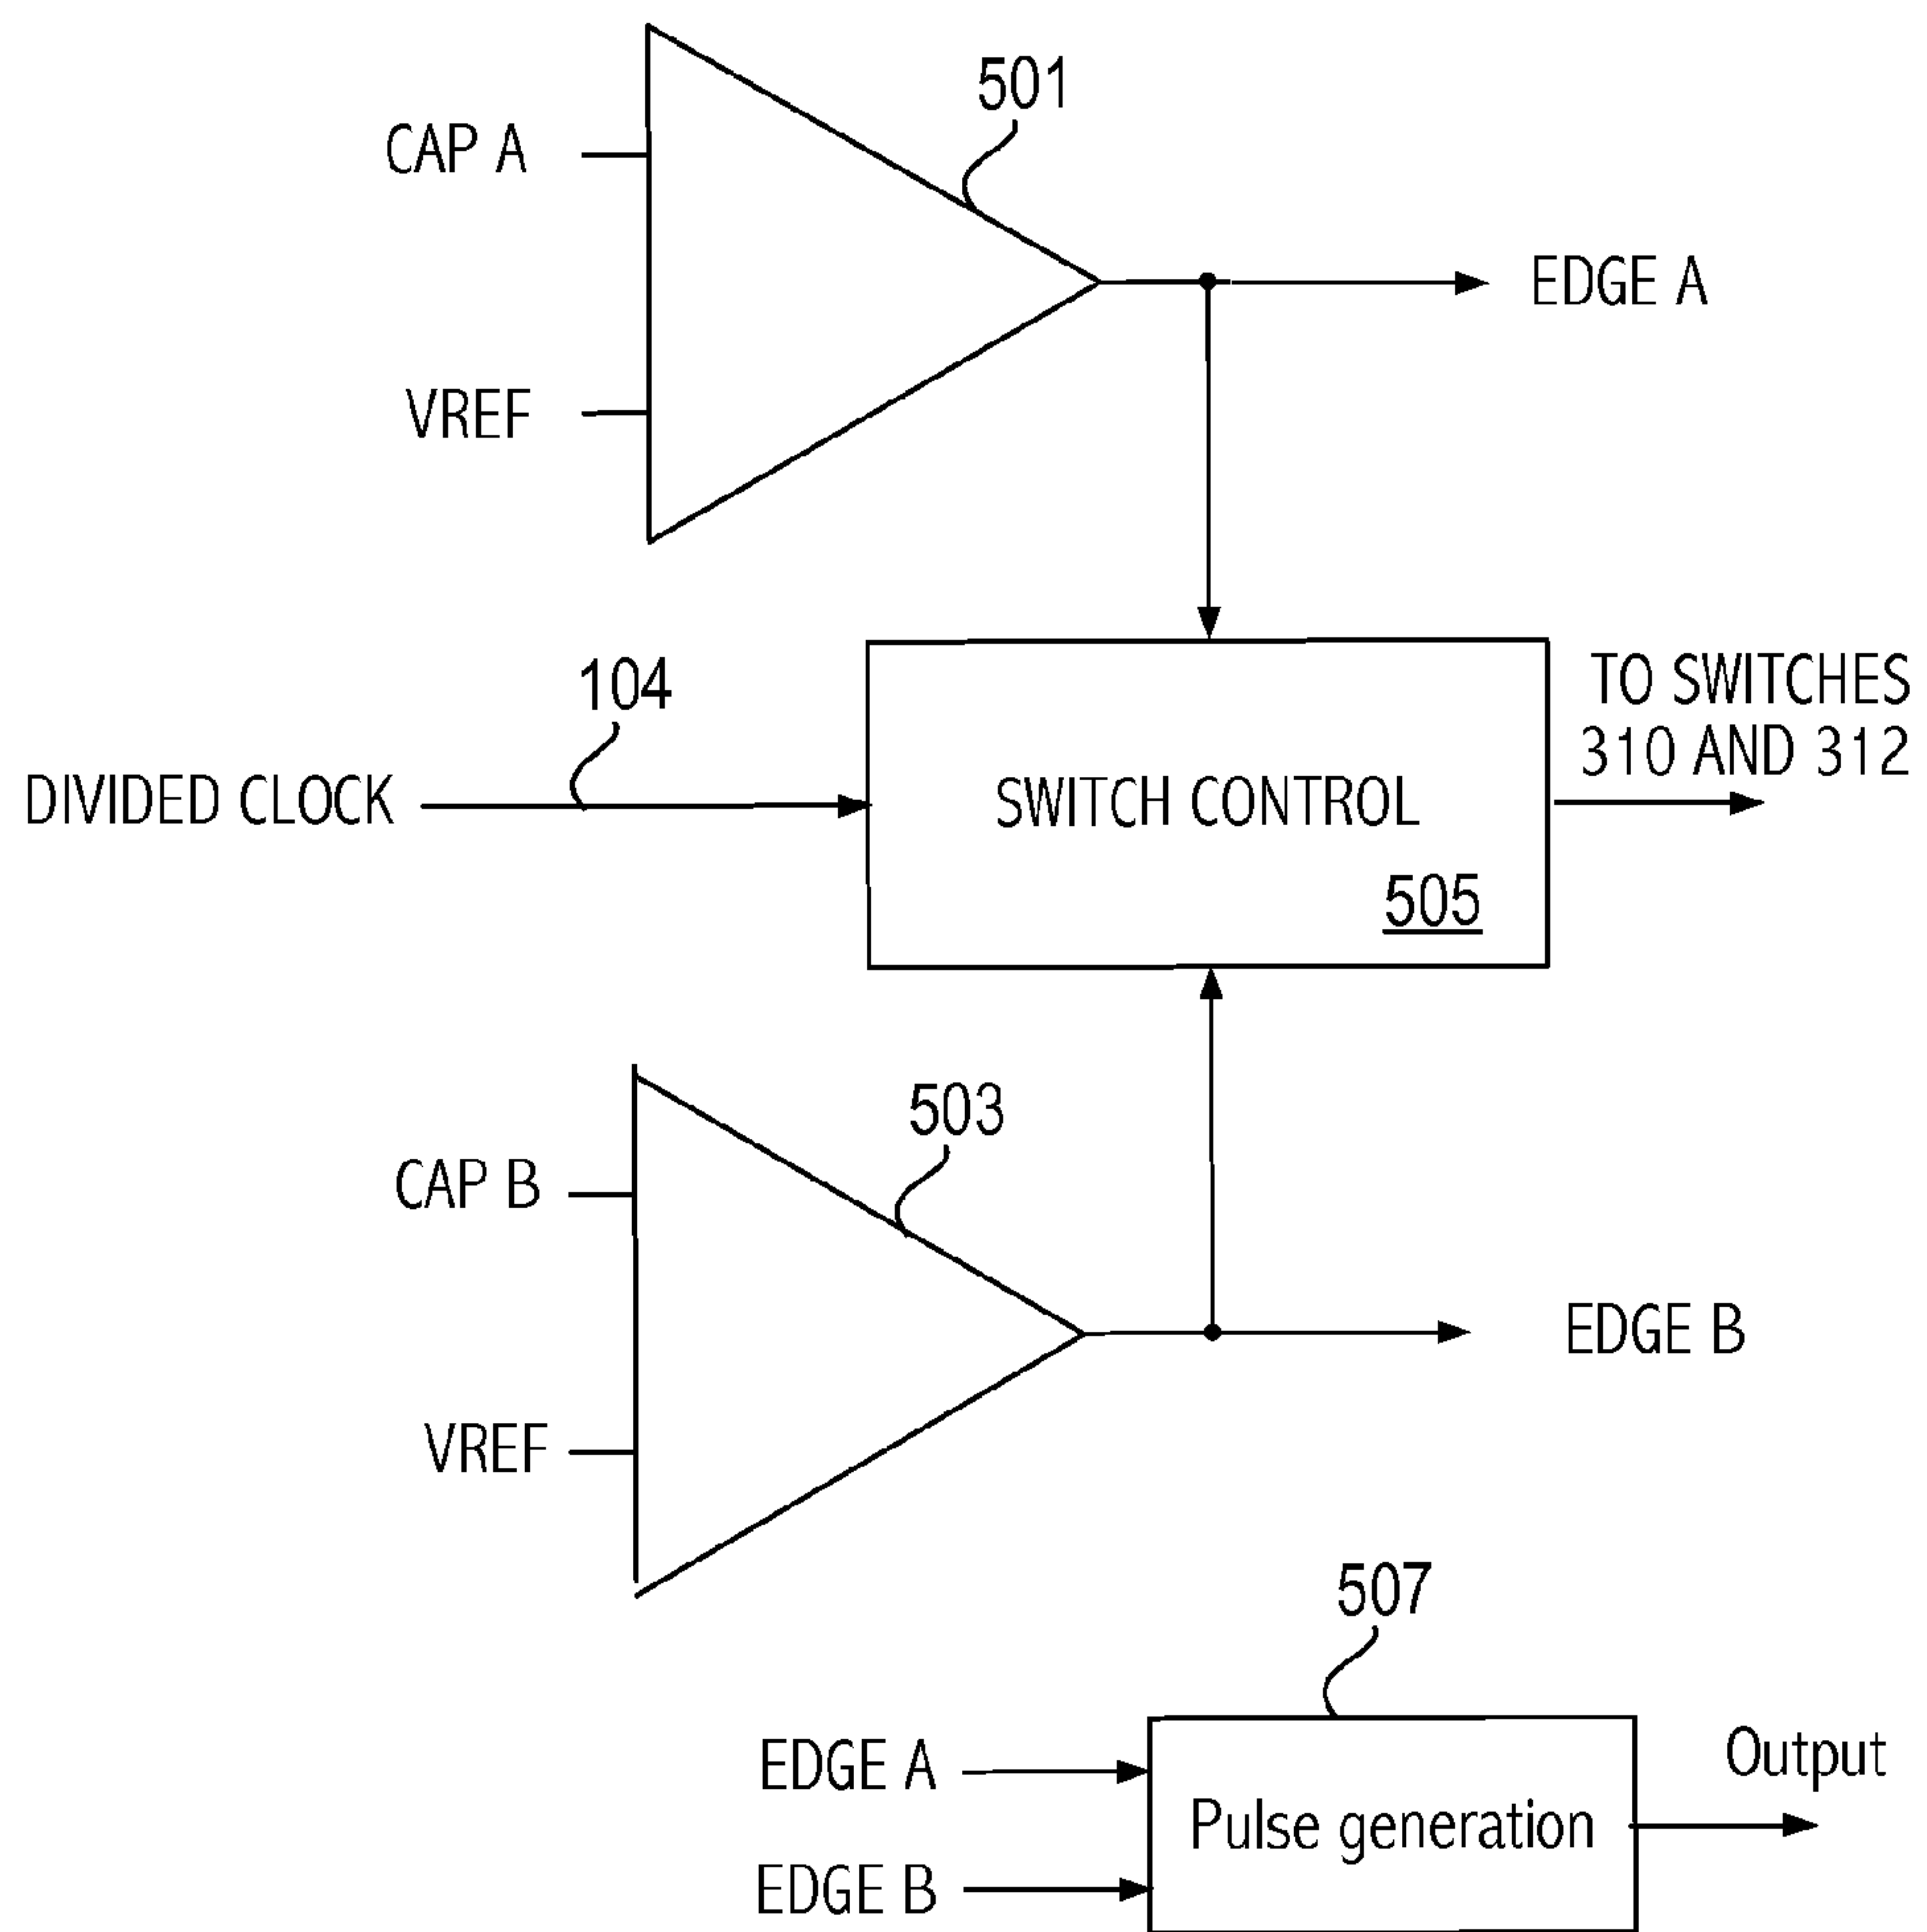 501
CAP A
EDGE A
VREF
104
TO SWITCHES
310 AND 312
DIVIDED CLOCK
SWITCH CONTROL
505
503
CAP B
EDGE B
VREF
507
EDGE A
Output
Pulse generation
EDGE B